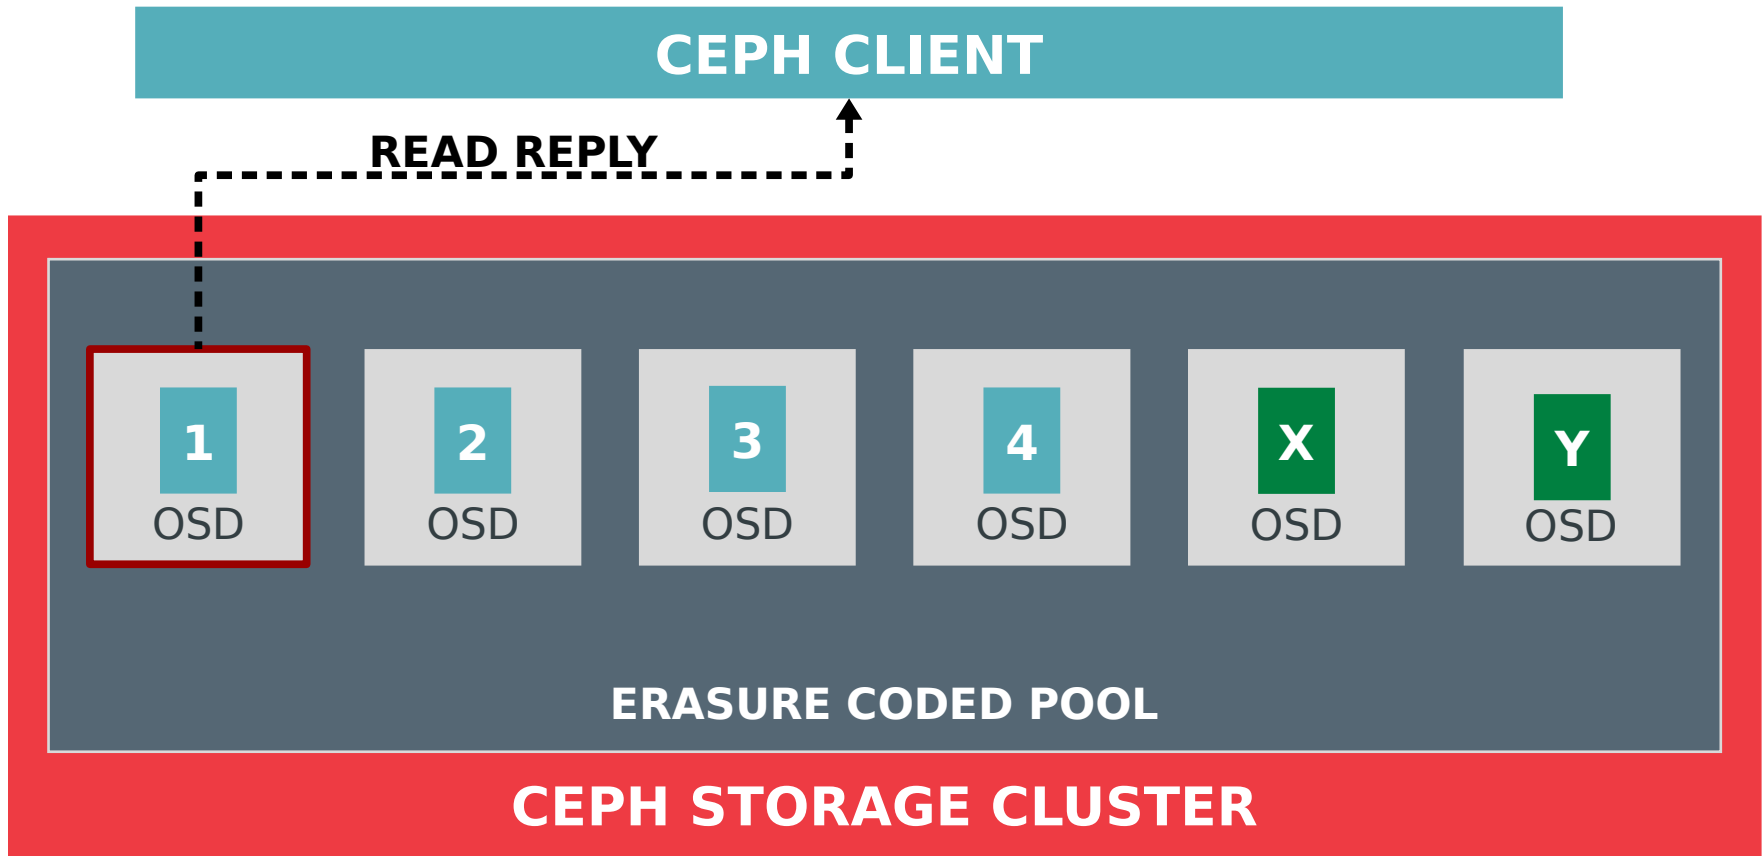 CEPH CLIENT
READ REPLY
1 2 3 4 X Y
OSD OSD OSD OSD OSD OSD
ERASURE CODED POOL
CEPH STORAGE CLUSTER